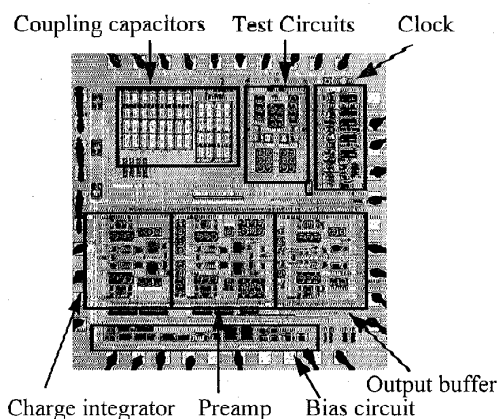 Coupling capacitors Test Circuits Clock
Output buffer
Charge integrator Preamp Bias circuit